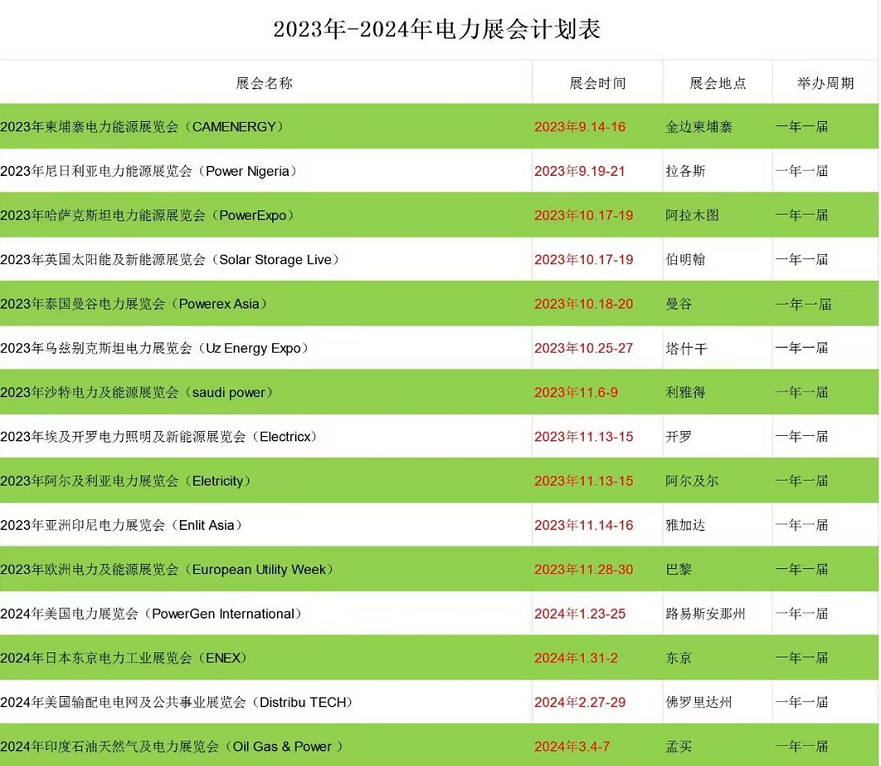 2023年-2024年电力展会计划表
展会名称 展会时间 展会地点 举办周期
2023年柬埔寨电力能源展览会（CAMENERGY） 2023年9.14-16 金边柬埔寨 一年一届
2023年尼日利亚电力能源展览会（Power Nigeria） 2023年9.19-21 拉各斯 一年一届
2023年哈萨克斯坦电力能源展览会（PowerExpo） 2023年10.17-19 阿拉木图 一年一届
2023年英国太阳能及新能源展览会（Solar Storage Live） 2023年10.17-19 伯明翰 一年一届
2023年泰国曼谷电力展览会（Powerex Asia） 2023年10.18-20 曼谷 一年一届
2023年乌兹别克斯坦电力展览会（Uz Energy Expo） 2023年10.25-27 塔什干 一年一届
2023年沙特电力及能源展览会（saudi power） 2023年11.6-9 利雅得 一年一届
2023年埃及开罗电力照明及新能源展览会（Electricx） 2023年11.13-15 开罗 一年一届
2023年阿尔及利亚电力展览会（Eletricity） 2023年11.13-15 阿尔及尔 一年一届
2023年亚洲印尼电力展览会（Enlit Asia） 2023年11.14-16 雅加达 一年一届
2023年欧洲电力及能源展览会（European Utility Week） 2023年11.28-30 巴黎 一年一届
2024年美国电力展览会（PowerGen International） 2024年1.23-25 路易斯安那州 一年一届
2024年日本东京电力工业展览会（ENEX） 2024年1.31-2 东京 一年一届
2024年美国输配电电网及公共事业展览会（Distribu TECH） 2024年2.27-29 佛罗里达州 一年一届
2024年印度石油天然气及电力展览会（Oil Gas & Power ） 2024年3.4-7 孟买 一年一届